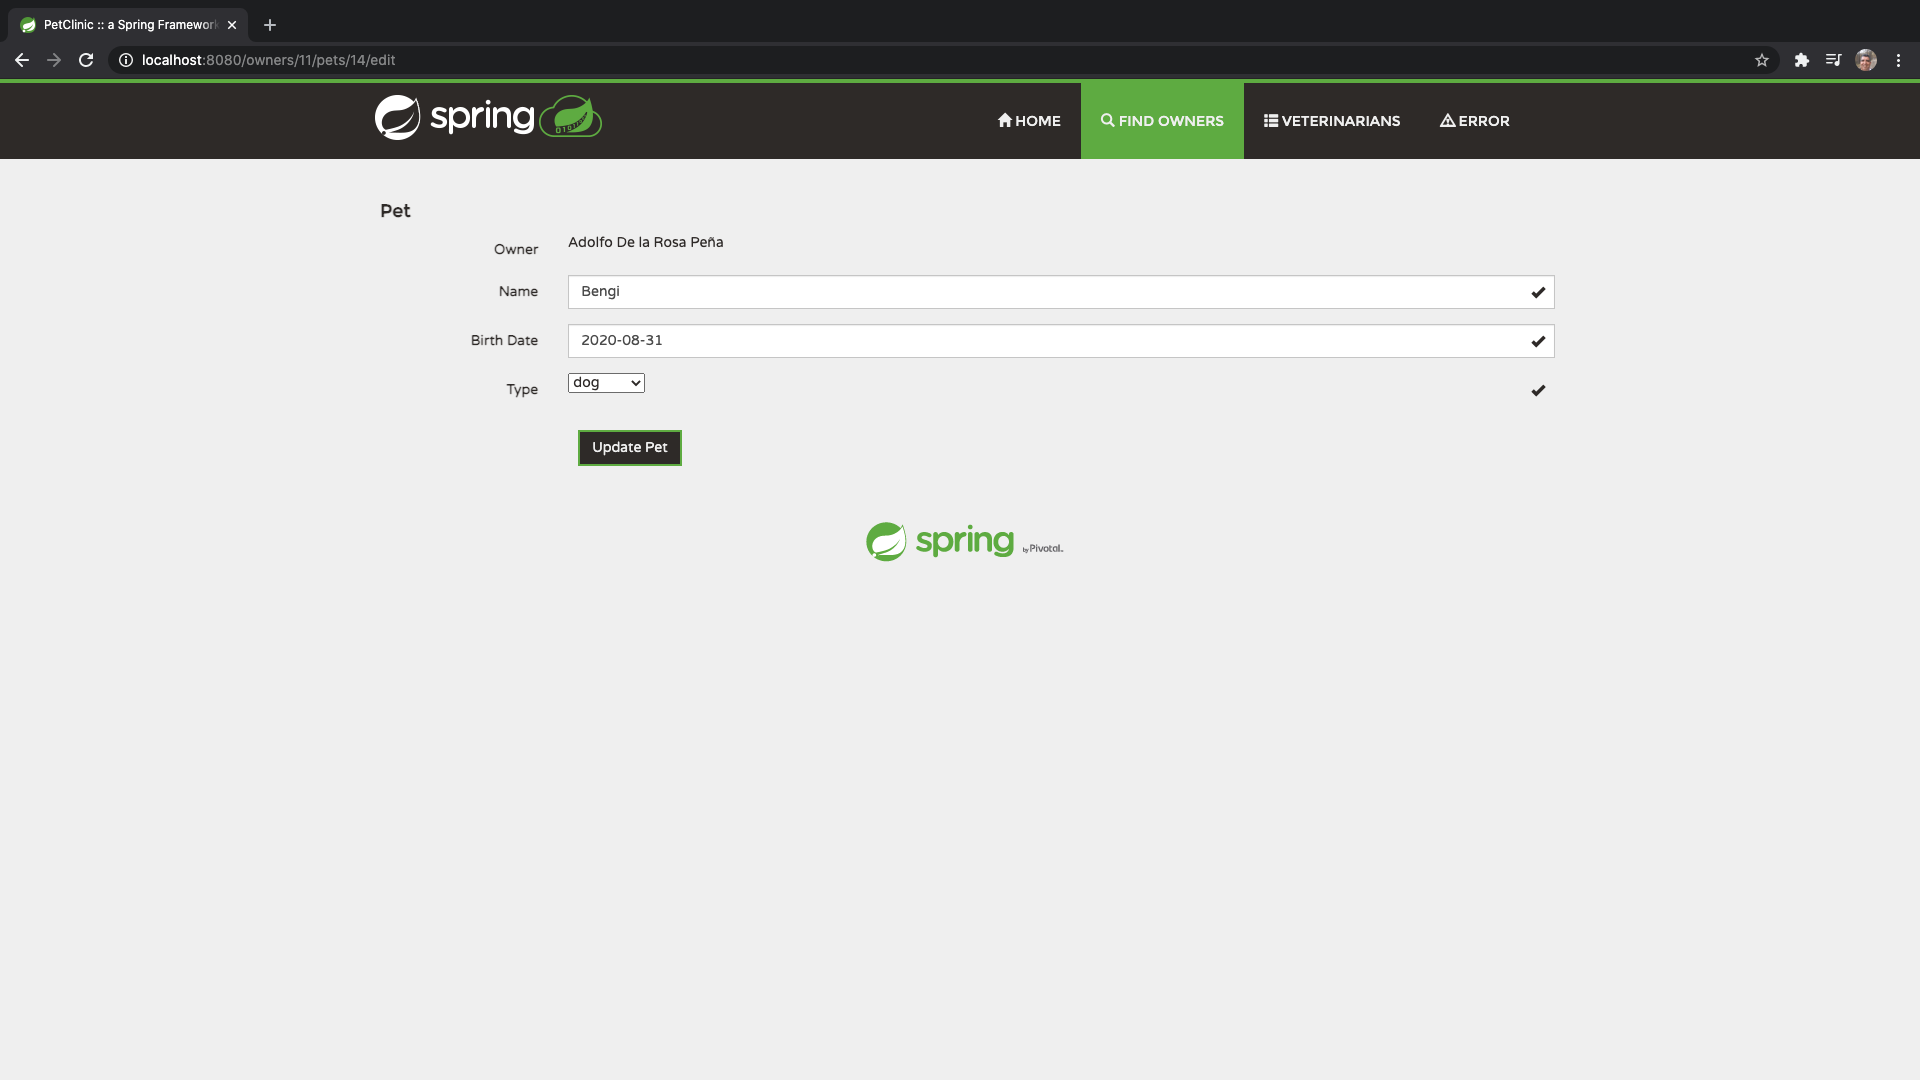 PetClinic :: a Spring Framework
localhost:8080/owners/11/pets/14/edit
spring
HOME
FIND OWNERS
VETERINARIANS
ERROR
Pet
Owner Adolfo De la Rosa Peña
Name Bengi
Birth Date 2020-08-31
Type dog
Update Pet
spring by Pivotal